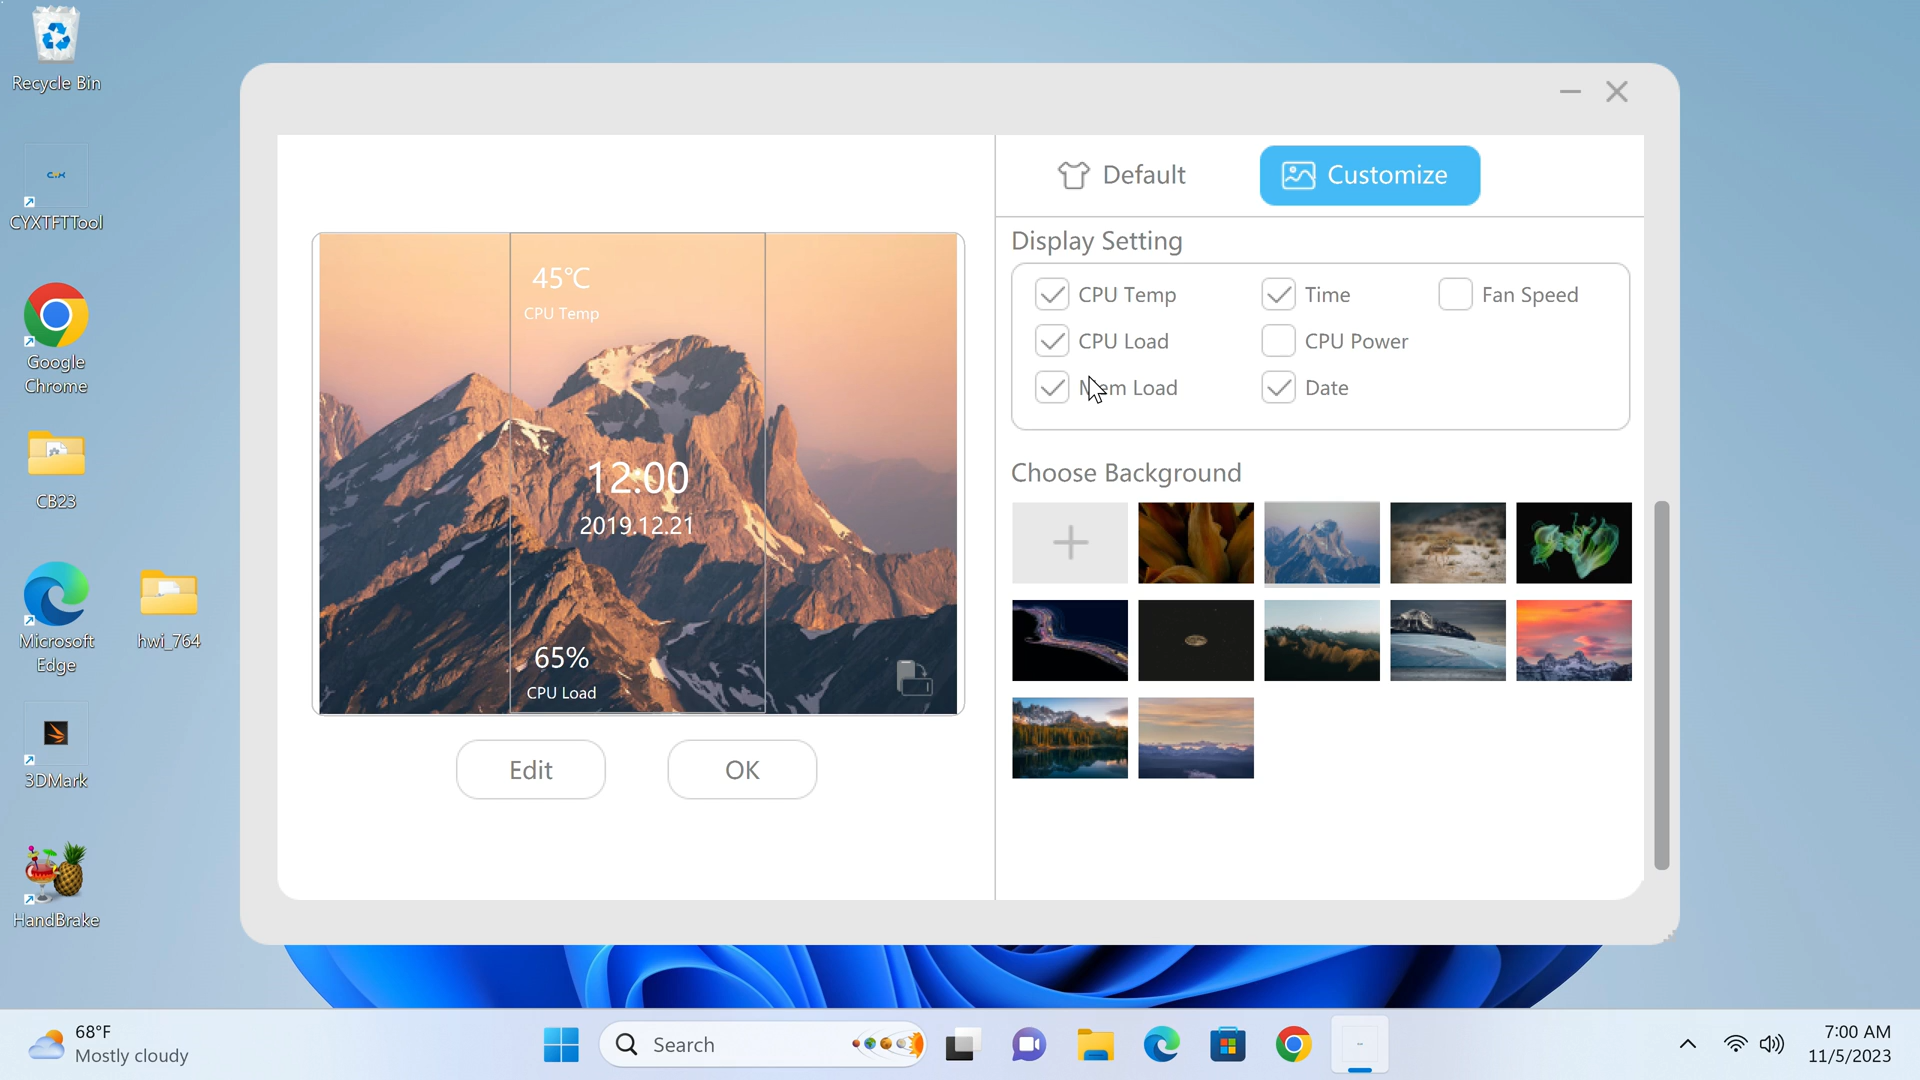 Recycle Bin
CYXTFTTool
Google
Chrome
CB23
Microsoft
Edge
hwi_764
3DMark
HandBrake
Default
Customize
Display Setting
CPU Temp
Time
Fan Speed
CPU Load
CPU Power
Mem Load
Date
45°C
CPU Temp
12:00
2019.12.21
65%
CPU Load
Edit
OK
Choose Background
68°F
Mostly cloudy
Search
7:00 AM
11/5/2023